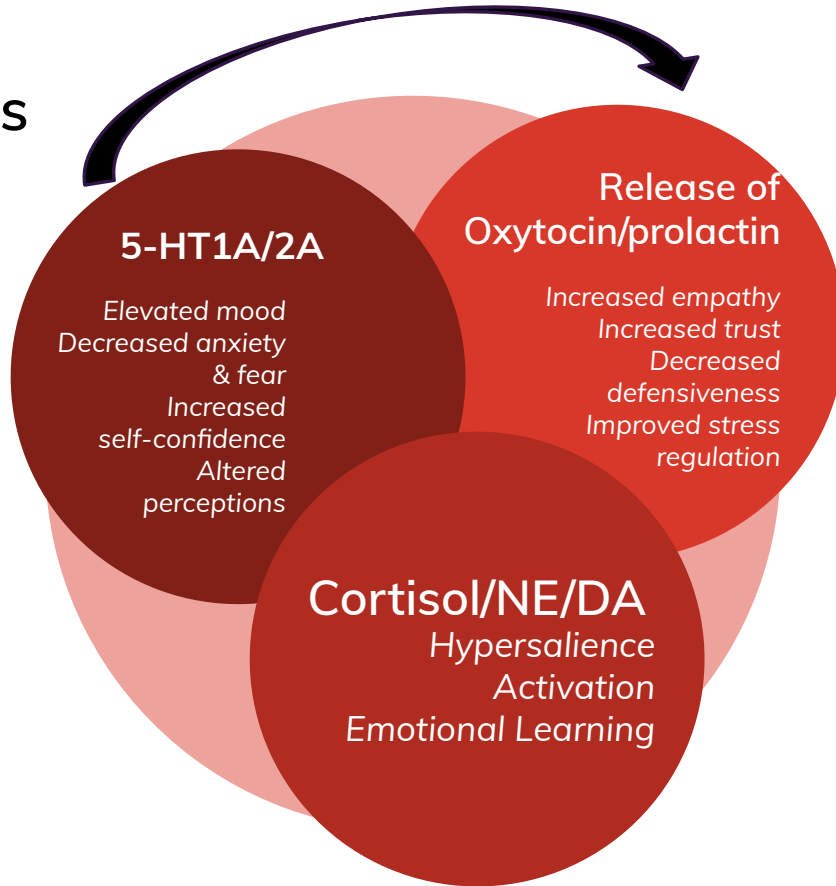 s
5-HT1A/2A
Elevated mood
Decreased anxiety
& fear
Increased
self-confidence
Altered
perceptions
Release of
Oxytocin/prolactin
Increased empathy
Increased trust
Decreased
defensiveness
Improved stress
regulation
Cortisol/NE/DA
Hypersalience
Activation
Emotional Learning